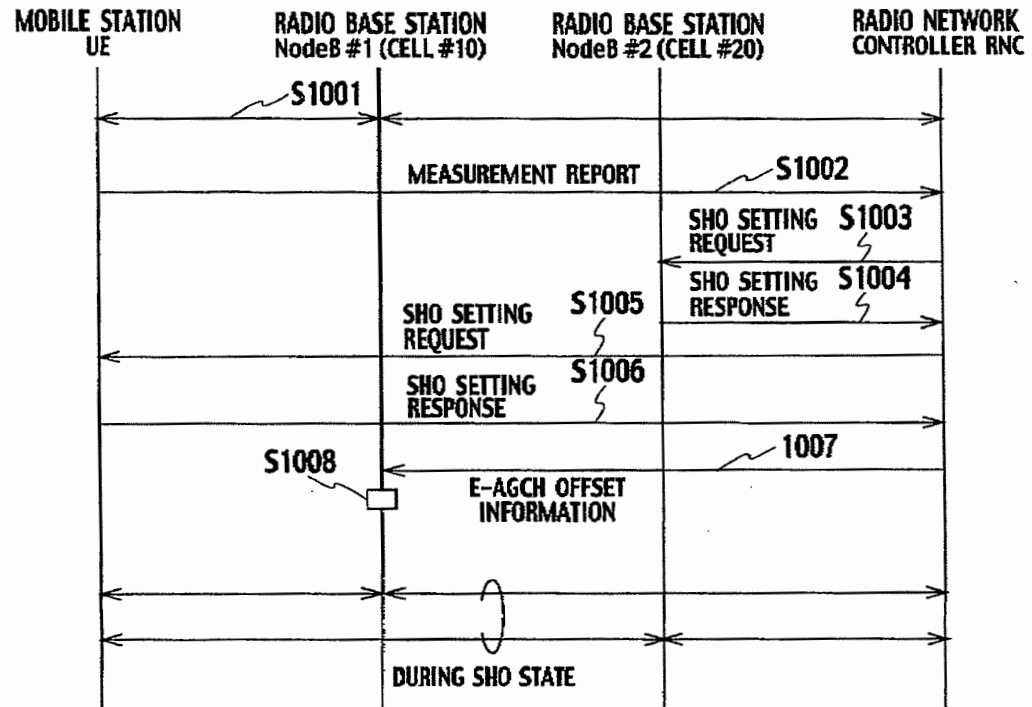 MOBILE STATION
UE
RADIO BASE STATION
NodeB #1 (CELL #10)
RADIO BASE STATION
NodeB #2 (CELL #20)
RADIO NETWORK
CONTROLLER RNC
S1001
MEASUREMENT REPORT
S1002
SHO SETTING
REQUEST
S1003
SHO SETTING
RESPONSE
S1004
SHO SETTING
REQUEST
S1005
SHO SETTING
RESPONSE
S1006
1007
S1008
E-AGCH OFFSET
INFORMATION
DURING SHO STATE